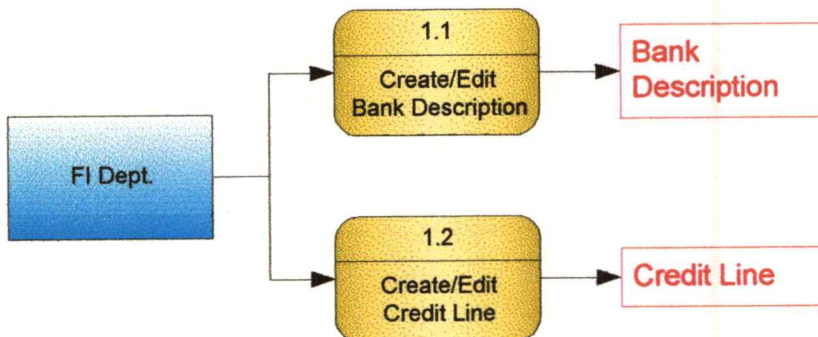 1.1
Create/Edit
Bank Description
Bank
Description
FI Dept.
1.2
Create/Edit
Credit Line
Credit Line